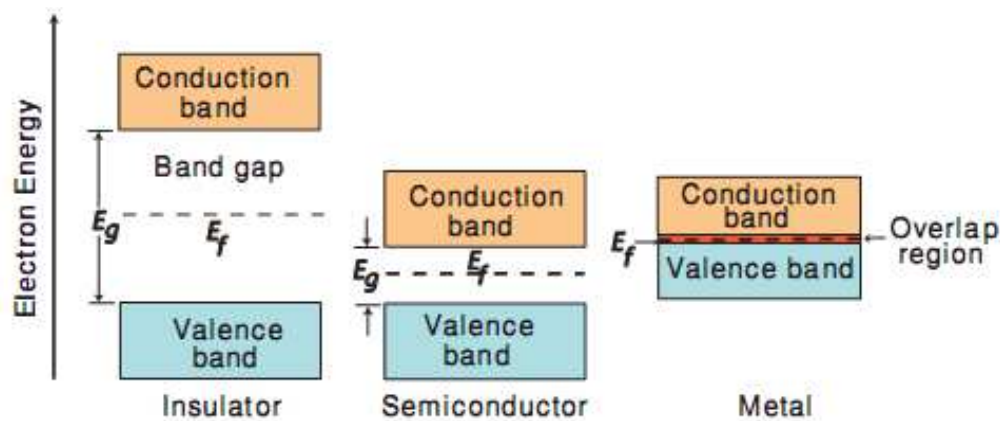 Electron Energy
Conduction
band
Band gap
Eg
Ef
Valence
band
Insulator
Conduction
band
Eg
Ef
Valence
band
Semiconductor
Conduction
band
Ef
Overlap
region
Valence band
Metal